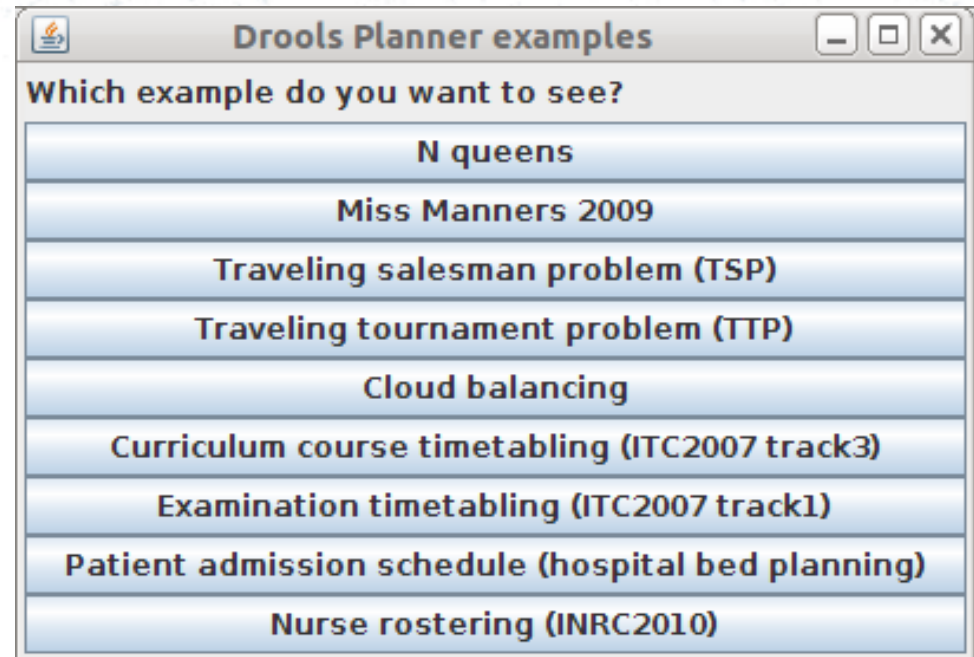 Drools Planner examples
Which example do you want to see?
N queens
Miss Manners 2009
Traveling salesman problem (TSP)
Traveling tournament problem (TTP)
Cloud balancing
Curriculum course timetabling (ITC2007 track3)
Examination timetabling (ITC2007 track1)
Patient admission schedule (hospital bed planning)
Nurse rostering (INRC2010)